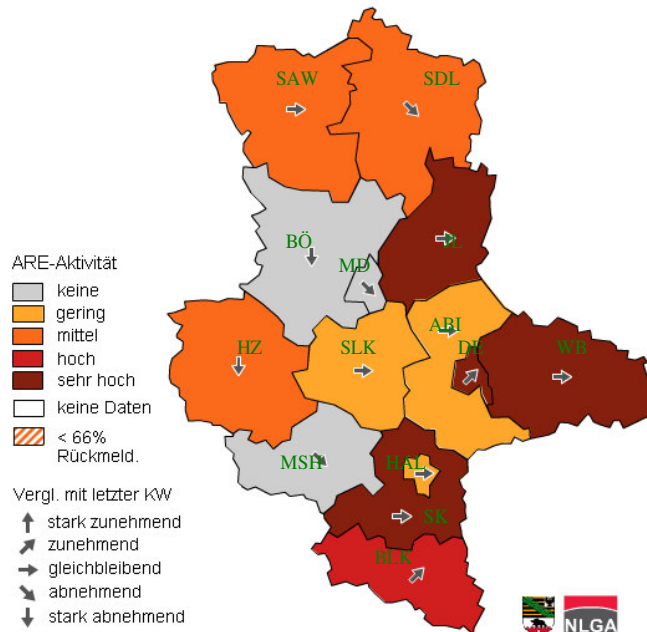 SAW
SDL
BÖ
MD
JL
ARE-Aktivität
keine
gering
mittel
hoch
sehr hoch
keine Daten
< 66%
Rückmeld.
HZ
SLK
ABI
DE
WB
MSH
HAL
SK
BLK
Vergl. mit letzter KW
stark zunehmend
zunehmend
gleichbleibend
abnehmend
stark abnehmend
NLGA